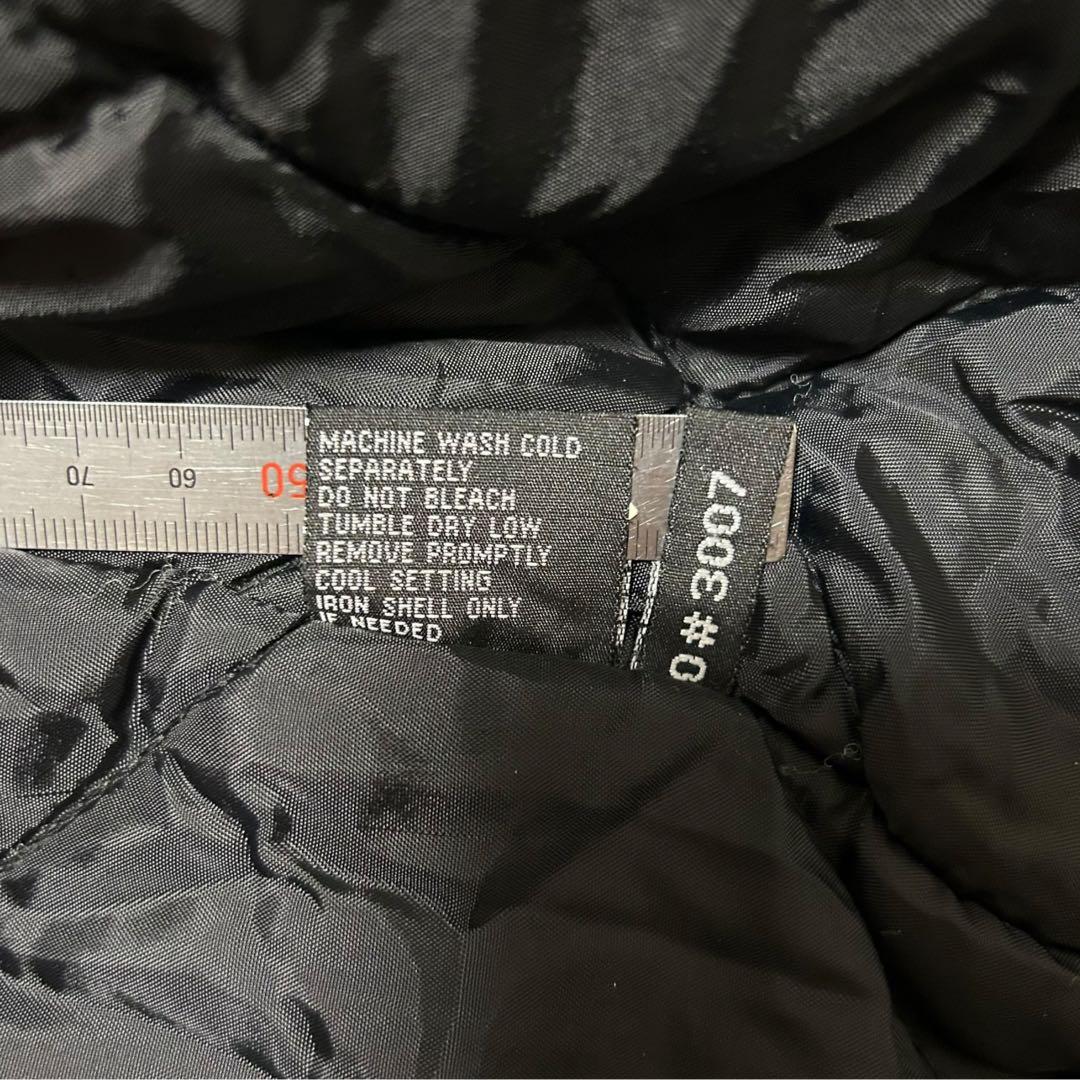 70 60 50
MACHINE WASH COLD
SEPARATELY
DO NOT BLEACH
TUMBLE DRY LOW
REMOVE PROMPTLY
COOL SETTING
IRON SHELL ONLY
IF NEEDED
O#3007